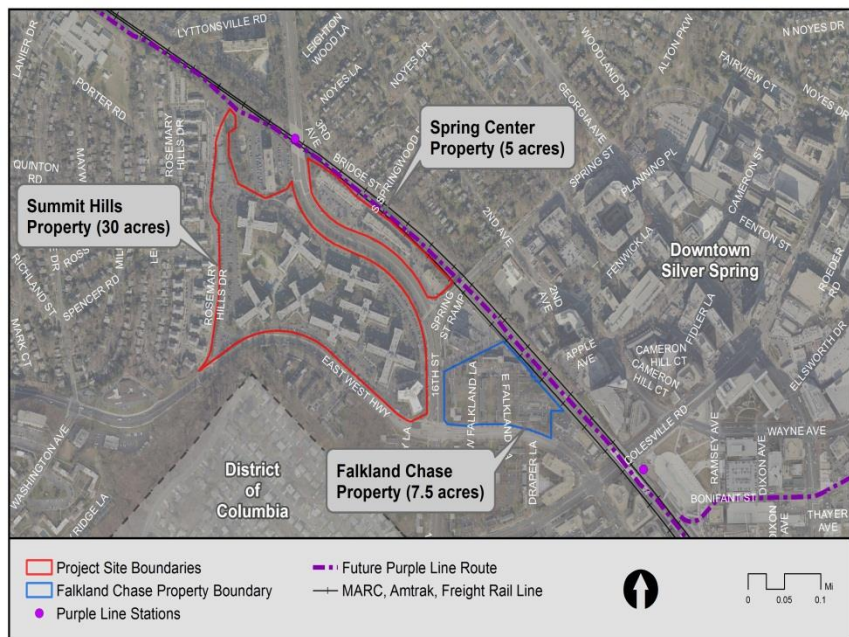 LANIER DR
LYTTONSVILLE RD
PORTER RD
LEIGHTON
WOOD LA
NOYES LA
NOYES DR
WOODLAND DR
ALTON PKW
N NOYES DR
FAIRVIEW CT
NOYES DR
3RD
AVE
GEORGIA AVE
ROSEMARY
HILLS DR
QUINTON
RD
Spring Center
Property (5 acres)
BRIDGE ST
SPRING ST
PLANNING PL
CAMERON ST
Summit Hills
Property (30 acres)
2ND AVE
FENWICK LA
FENTON ST
Downtown
Silver Spring
ROEDER
RD
RICHLAND ST
SPENCER RD
ROSEMARY
HILLS DR
2ND
AVE
SPRING
ST RAMP
FIDLER LA
MARK CT
APPLE AVE
CAMERON
HILL CT
CAMERON
HILL CT
ELLSWORTH DR
EAST WEST HWY
16TH ST
W FALKLAND LA
E FALKLAND
COLESVILLE RD
WAYNE AVE
WASHINGTON AVE
Falkland Chase
Property (7.5 acres)
DRAPER LA
RAMSEY AVE
DIXON AVE
District
of
Columbia
BONIFANT ST
DIXON
AVE
THAYER
AVE
Project Site Boundaries
Falkland Chase Property Boundary
Purple Line Stations
Future Purple Line Route
MARC, Amtrak, Freight Rail Line
Mi
0 0.05 0.1